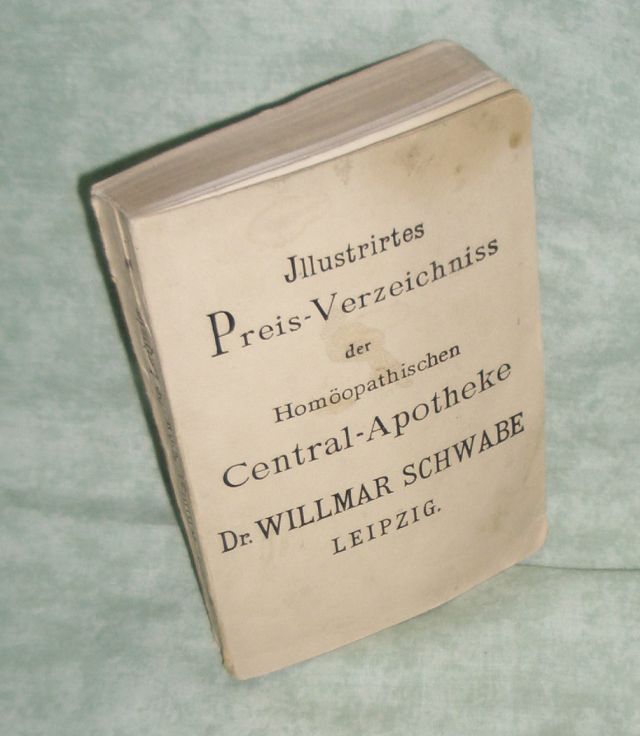 Jllustrirtes
Preis-Verzeichniss
der
Homöopathischen
Central-Apotheke
Dr. WILLMAR SCHWABE
LEIPZIG.